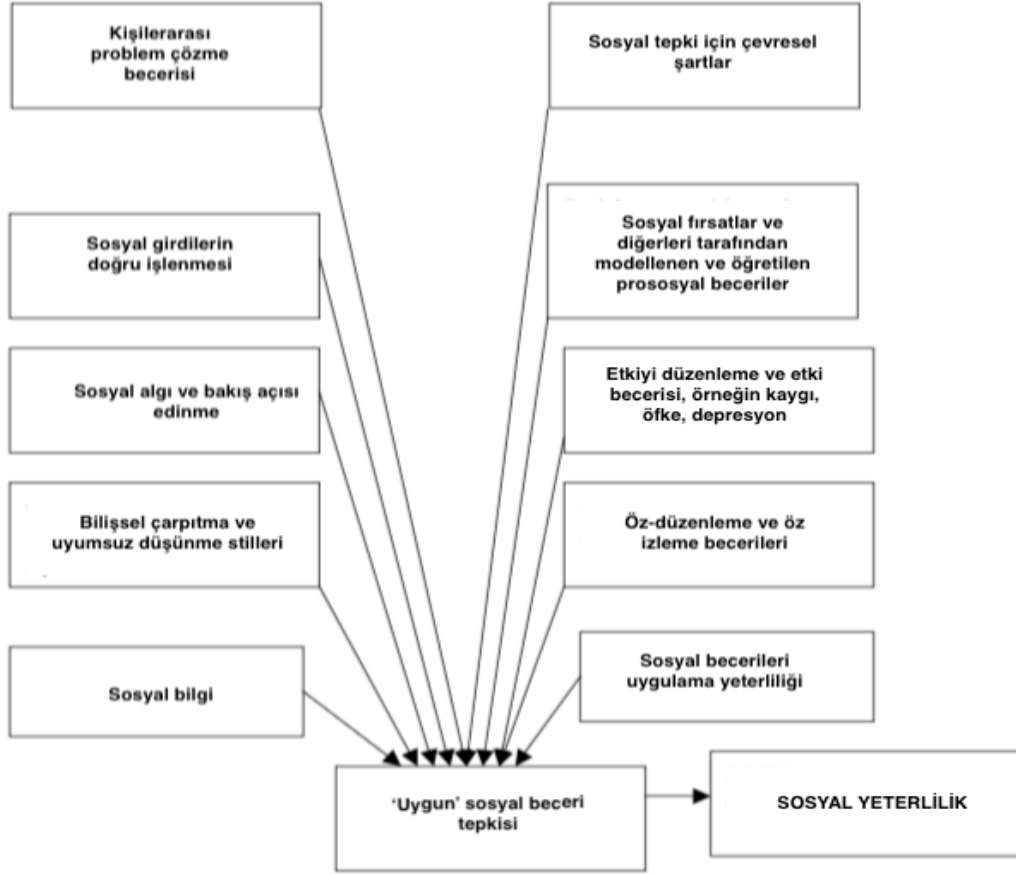 Kişilerarası
problem çözme
becerisi
Sosyal tepki için çevresel
şartlar
Sosyal girdilerin
doğru işlenmesi
Sosyal fırsatlar ve
diğerleri tarafından
modellenen ve öğretilen
prososyal beceriler
Sosyal algı ve bakış açısı
edinme
Etkiyi düzenleme ve etki
becerisi, örneğin kaygı,
öfke, depresyon
Bilişsel çarpıtma ve
uyumsuz düşünme stilleri
Öz-düzenleme ve öz
izleme becerileri
Sosyal bilgi
Sosyal becerileri
uygulama yeterliliği
‘Uygun’ sosyal beceri
tepkisi
SOSYAL YETERLİLİK